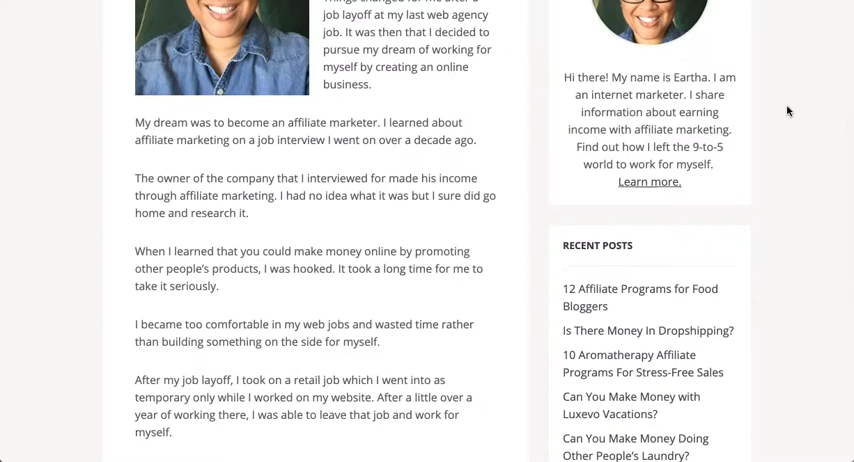 job layoff at my last web agency
job. It was then that I decided to
pursue my dream of working for
myself by creating an online
business.
My dream was to become an affiliate marketer. I learned about
affiliate marketing on a job interview I went on over a decade ago.
The owner of the company that I interviewed for made his income
through affiliate marketing. I had no idea what it was but I sure did go
home and research it.
When I learned that you could make money online by promoting
other people's products, I was hooked. It took a long time for me to
take it seriously.
I became too comfortable in my web jobs and wasted time rather
than building something on the side for myself.
After my job layoff, I took on a retail job which I went into as
temporary only while I worked on my website. After a little over a
year of working there, I was able to leave that job and work for
myself.
Hi there! My name is Eartha. I am
an internet marketer. I share
information about earning
income with affiliate marketing.
Find out how I left the 9-to-5
world to work for myself.
Learn more.
RECENT POSTS
12 Affiliate Programs for Food
Bloggers
Is There Money In Dropshipping?
10 Aromatherapy Affiliate
Programs For Stress-Free Sales
Can You Make Money with
Luxevo Vacations?
Can You Make Money Doing
Other People's Laundry?